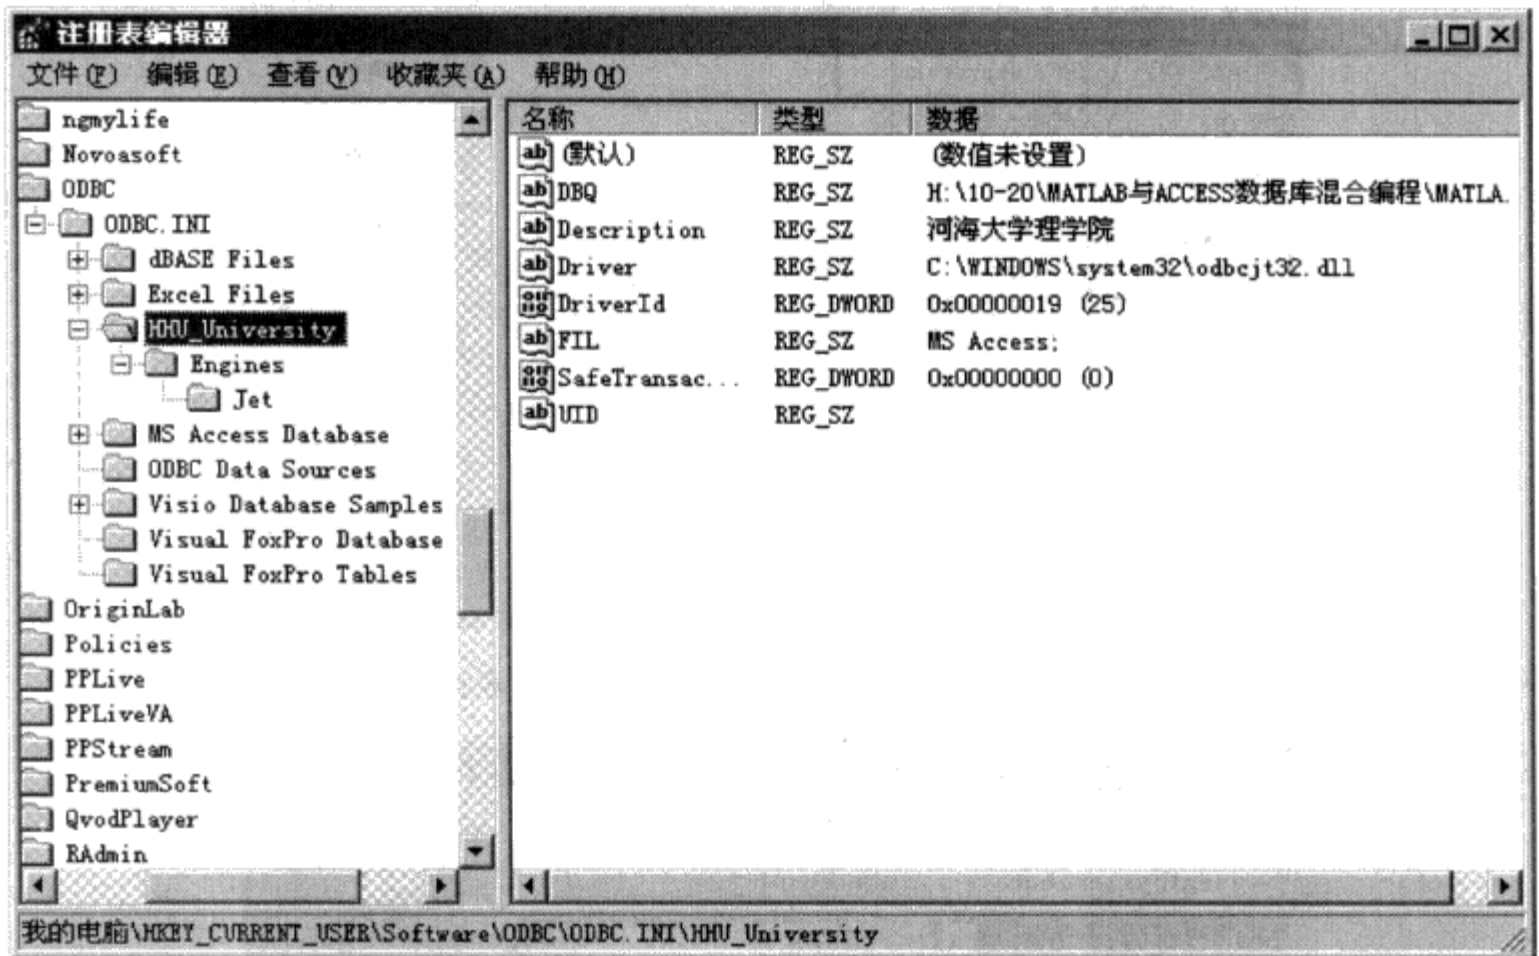 注册表编辑器
文件(F) 编辑(E) 查看(V) 收藏夹(A) 帮助(H)
ngmylife
Novoasoft
ODBC
ODBC.INI
dBASE Files
Excel Files
HHU_University
Engines
Jet
MS Access Database
ODBC Data Sources
Visio Database Samples
Visual FoxPro Database
Visual FoxPro Tables
OriginLab
Policies
PPLive
PPLiveVA
PPStream
PremiumSoft
QvodPlayer
RAdmin
名称 类型 数据
(默认) REG_SZ (数值未设置)
DBQ REG_SZ H:\10-20\MATLAB与ACCESS数据库混合编程\MATLA.
Description REG_SZ 河海大学理学院
Driver REG_SZ C:\WINDOWS\system32\odbcjt32.dll
DriverId REG_DWORD 0x00000019 (25)
FIL REG_SZ MS Access;
SafeTransac... REG_DWORD 0x00000000 (0)
UID REG_SZ
我的电脑\HKEY_CURRENT_USER\Software\ODBC\ODBC.INI\HHU_University